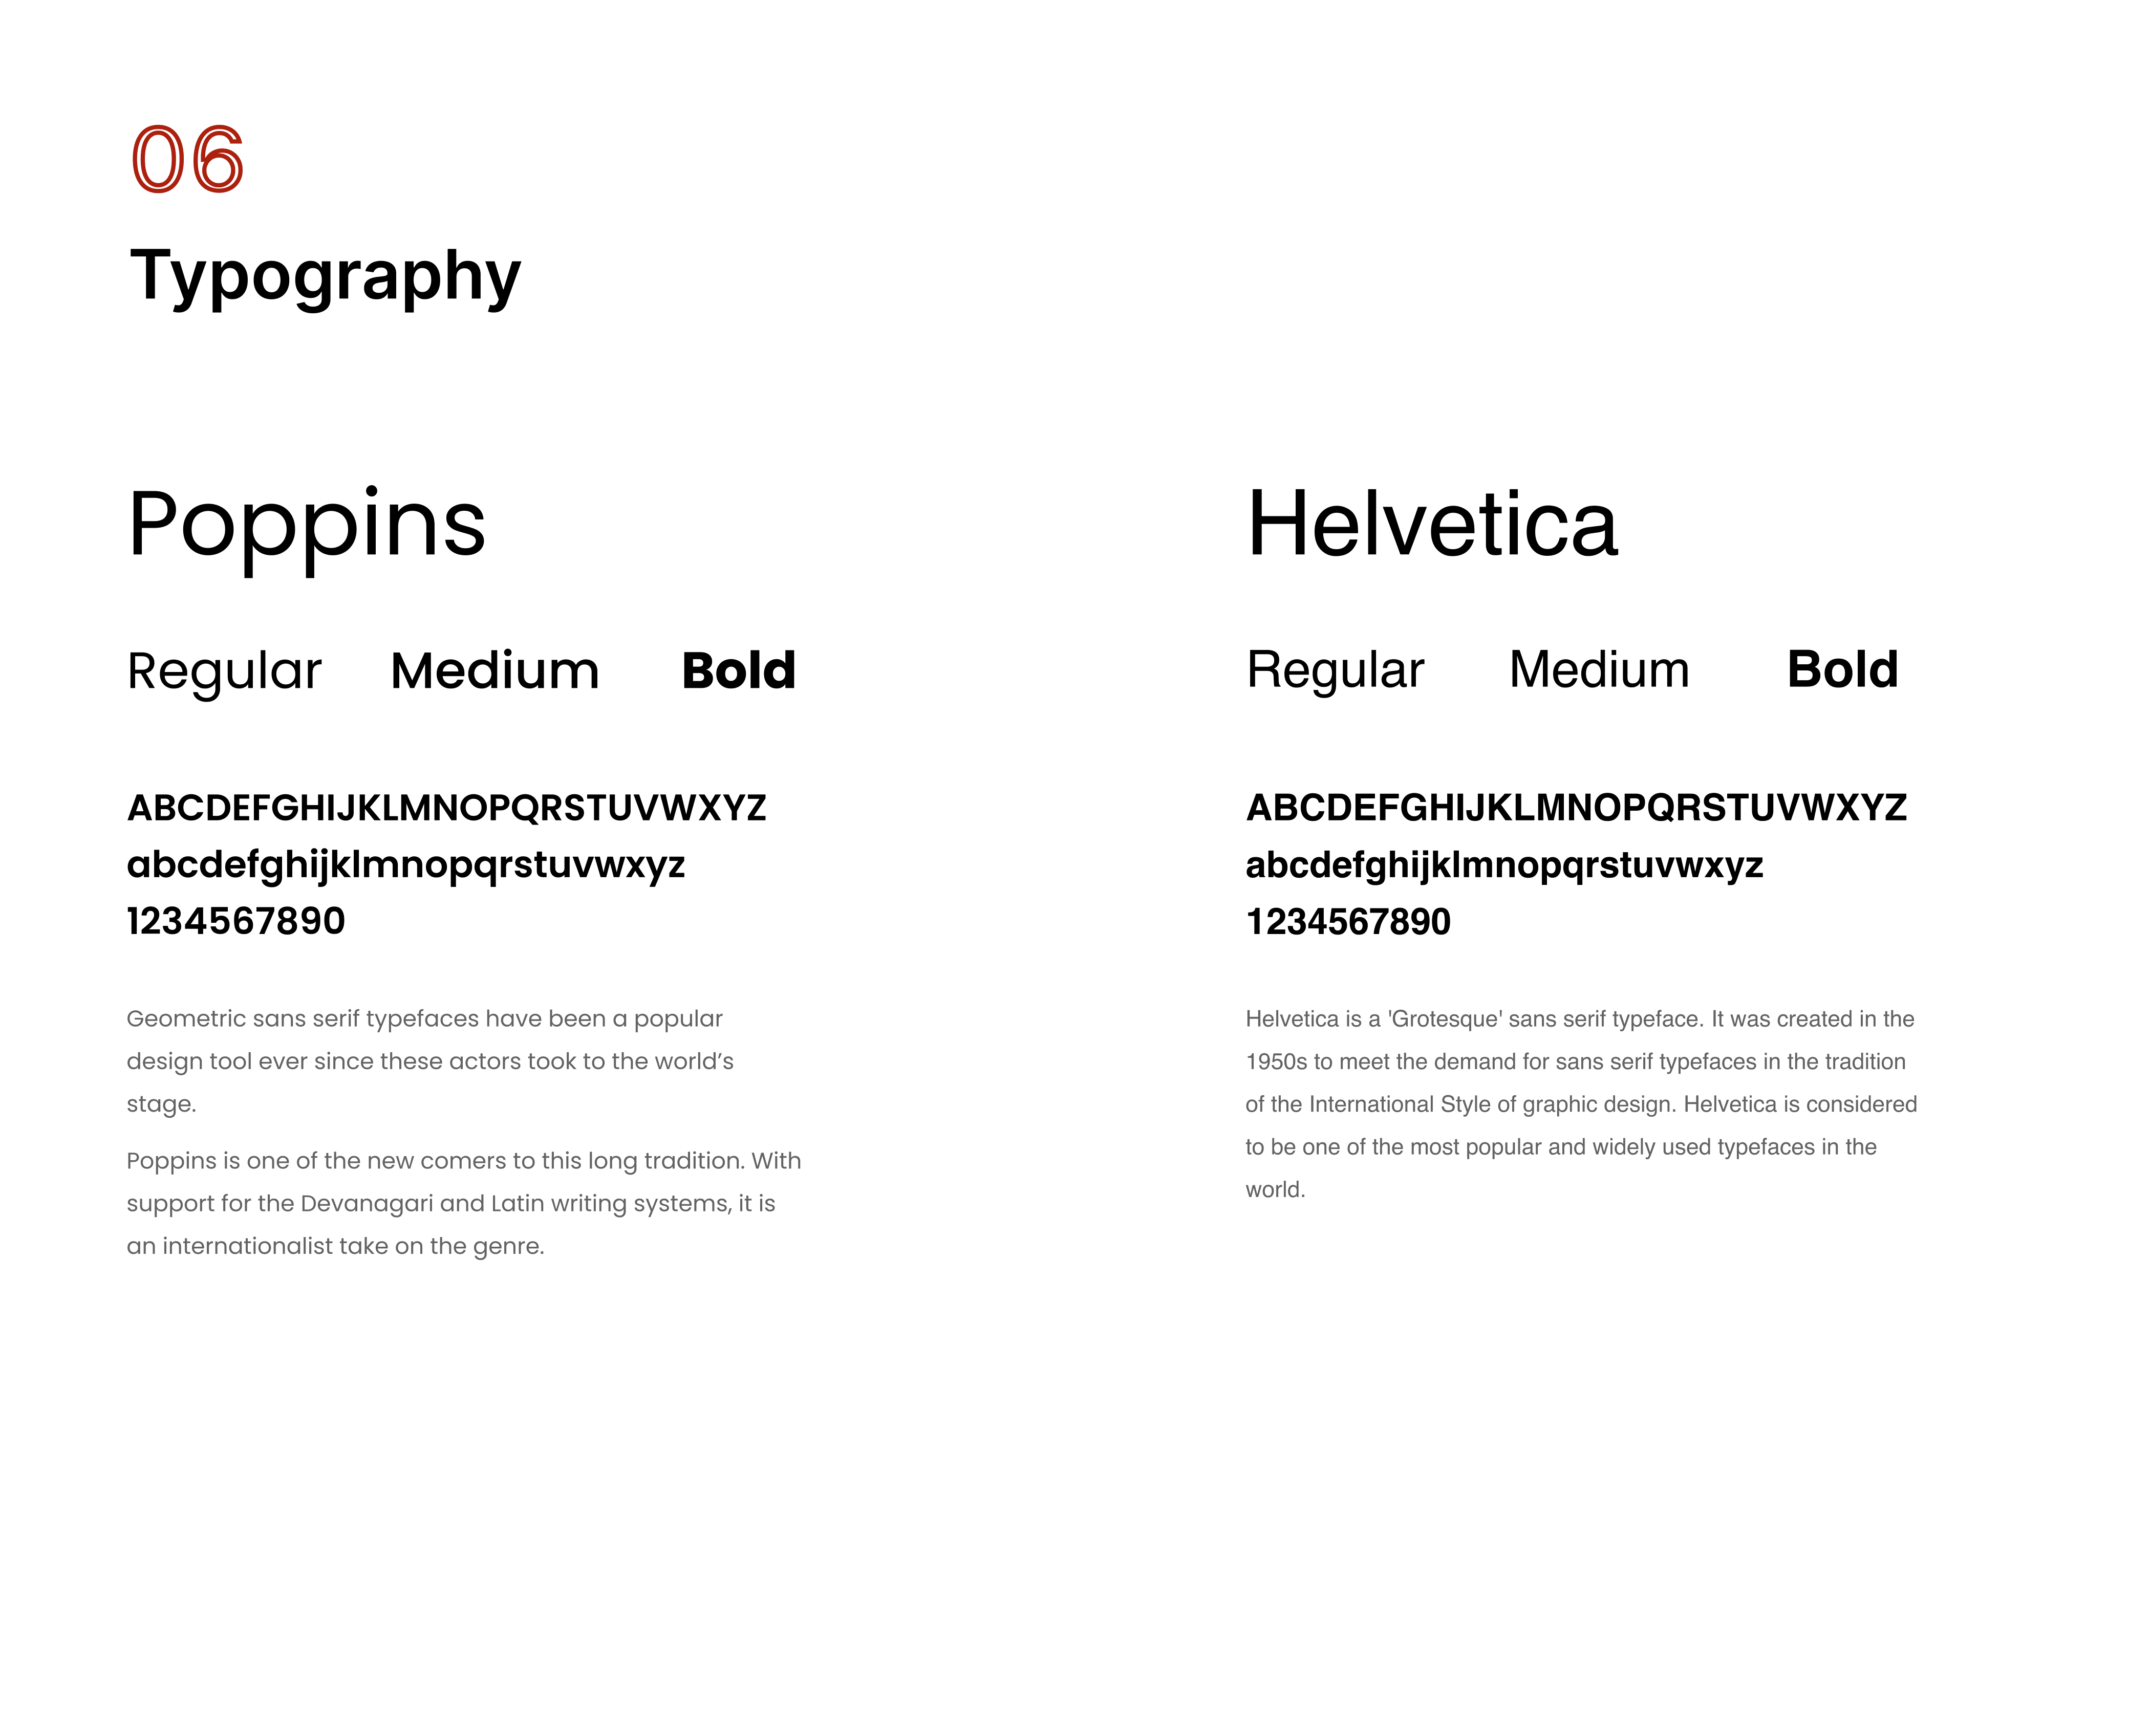 06
Typography
Poppins
Regular Medium Bold
ABCDEFGHIJKLMNOPQRSTUVWXYZ
abcdefghijklmnopqrstuvwxyz
1234567890
Geometric sans serif typefaces have been a popular
design tool ever since these actors took to the world’s
stage.
Poppins is one of the new comers to this long tradition. With
support for the Devanagari and Latin writing systems, it is
an internationalist take on the genre.
Helvetica
Regular Medium Bold
ABCDEFGHIJKLMNOPQRSTUVWXYZ
abcdefghijklmnopqrstuvwxyz
1234567890
Helvetica is a 'Grotesque' sans serif typeface. It was created in the
1950s to meet the demand for sans serif typefaces in the tradition
of the International Style of graphic design. Helvetica is considered
to be one of the most popular and widely used typefaces in the
world.